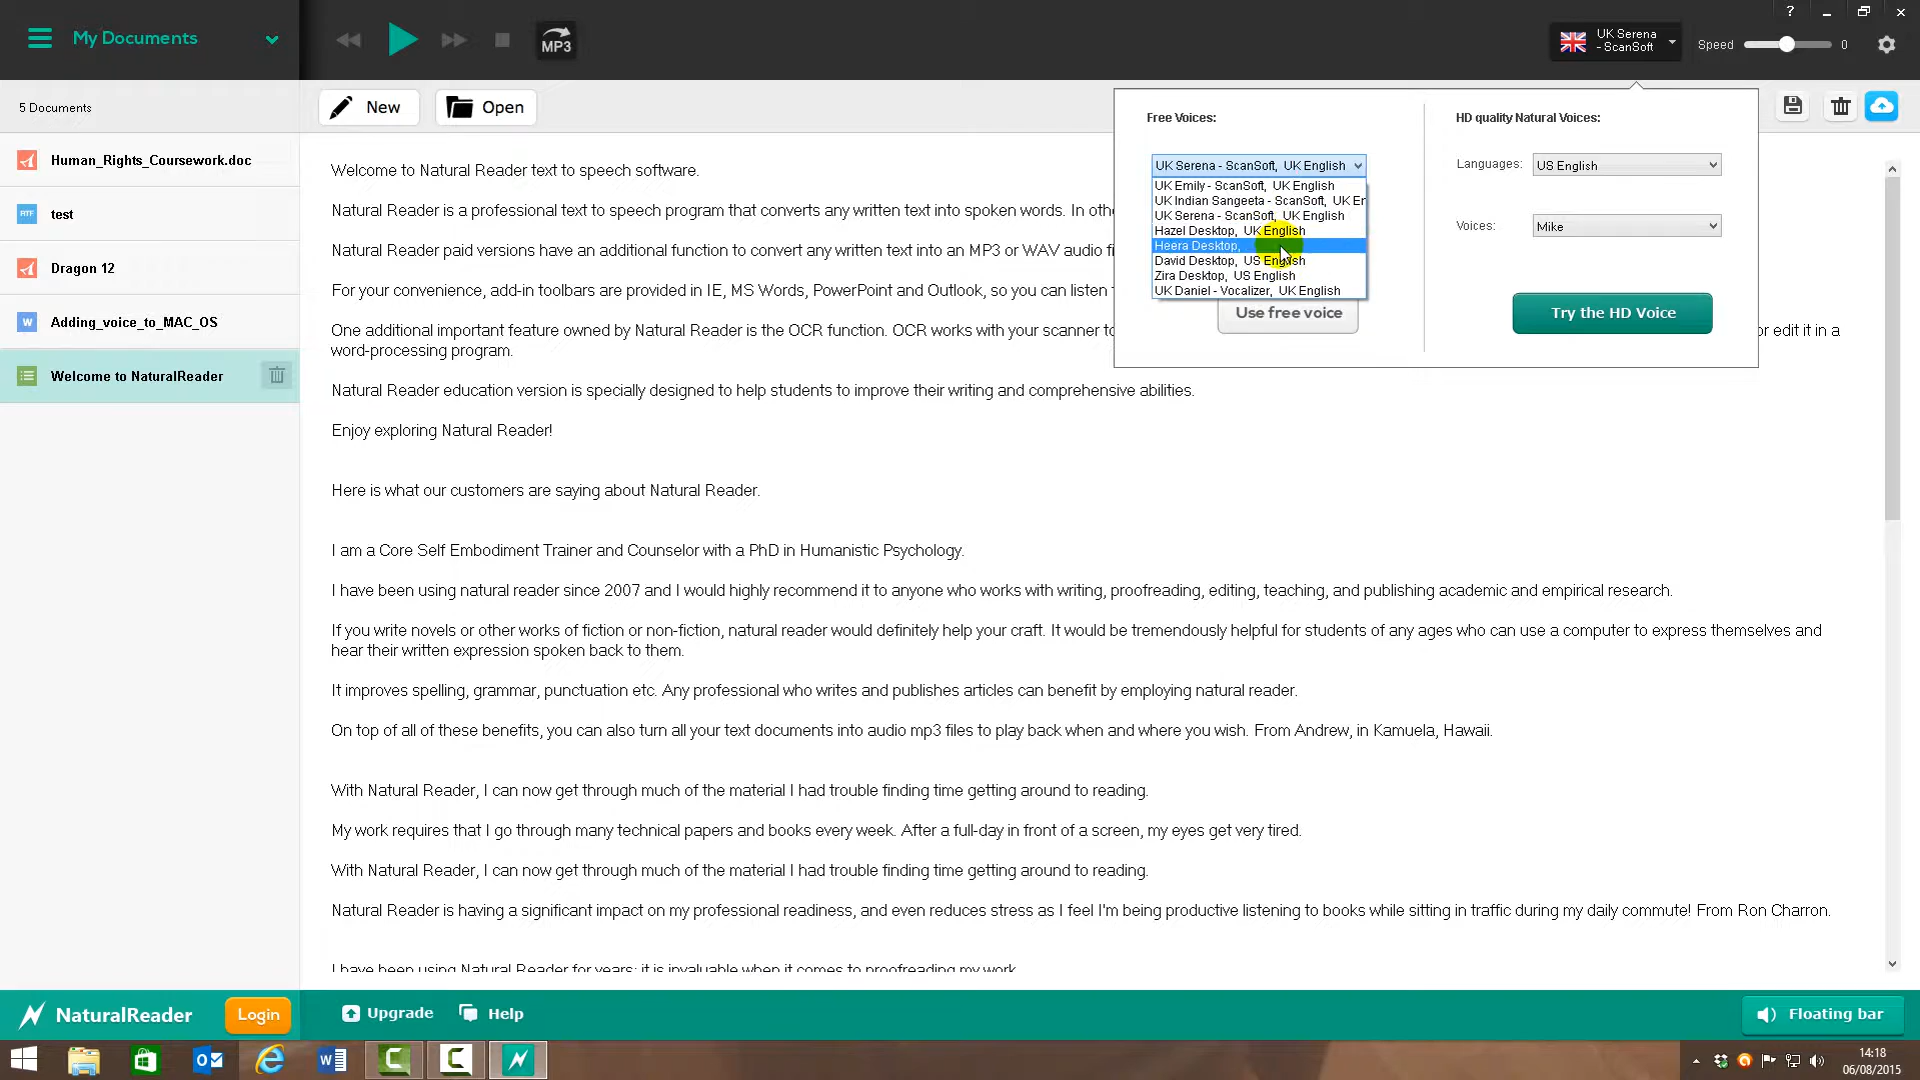 My Documents
MP3
UK Serena
- ScanSoft
Speed
0
?
5 Documents
New
Open
Human_Rights_Coursework.doc
RTF
test
Dragon 12
W
Adding_voice_to_MAC_OS
Welcome to NaturalReader
Free Voices:
UK Serena - ScanSoft, UK English
UK Emily - ScanSoft, UK English
UK Indian Sangeeta - ScanSoft, UK Er
UK Serena - ScanSoft, UK English
Hazel Desktop, UK English
Heera Desktop,
David Desktop, US English
Zira Desktop, US English
UK Daniel - Vocalizer, UK English
Use free voice
HD quality Natural Voices:
Languages:
US English
Voices:
Mike
Try the HD Voice
Welcome to Natural Reader text to speech software.
Natural Reader is a professional text to speech program that converts any written text into spoken words. In othe
Natural Reader paid versions have an additional function to convert any written text into an MP3 or WAV audio fi
For your convenience, add-in toolbars are provided in IE, MS Words, PowerPoint and Outlook, so you can listen
One additional important feature owned by Natural Reader is the OCR function. OCR works with your scanner to
or edit it in a
word-processing program.
Natural Reader education version is specially designed to help students to improve their writing and comprehensive abilities.
Enjoy exploring Natural Reader!
Here is what our customers are saying about Natural Reader.
I am a Core Self Embodiment Trainer and Counselor with a PhD in Humanistic Psychology.
I have been using natural reader since 2007 and I would highly recommend it to anyone who works with writing, proofreading, editing, teaching, and publishing academic and empirical research.
If you write novels or other works of fiction or non-fiction, natural reader would definitely help your craft. It would be tremendously helpful for students of any ages who can use a computer to express themselves and
hear their written expression spoken back to them.
It improves spelling, grammar, punctuation etc. Any professional who writes and publishes articles can benefit by employing natural reader.
On top of all of these benefits, you can also turn all your text documents into audio mp3 files to play back when and where you wish. From Andrew, in Kamuela, Hawaii.
With Natural Reader, I can now get through much of the material I had trouble finding time getting around to reading.
My work requires that I go through many technical papers and books every week. After a full-day in front of a screen, my eyes get very tired.
With Natural Reader, I can now get through much of the material I had trouble finding time getting around to reading.
Natural Reader is having a significant impact on my professional readiness, and even reduces stress as I feel I'm being productive listening to books while sitting in traffic during my daily commute! From Ron Charron.
I have been using Natural Reader for years; it is invaluable when it comes to proofreading my work
NaturalReader
Login
Upgrade
Help
Floating bar
14:18
06/08/2015